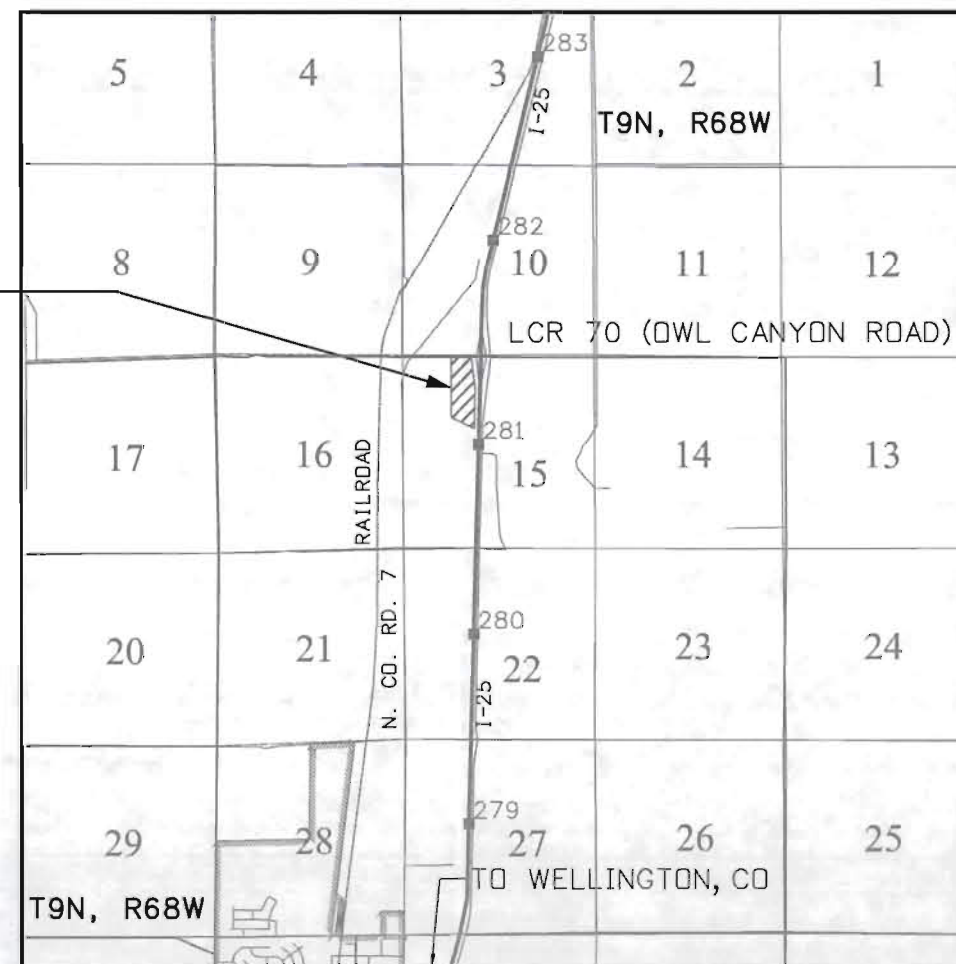 283
5 4 3 2 1
I-25
T9N, R68W
282
8 9 10 11 12
LCR 70 (OWL CANYON ROAD)
281
17 16 15 14 13
RAILROAD
N. CO. RD. 7
280
20 21 22 23 24
I-25
279
29 28 27 26 25
TO WELLINGTON, CO
T9N, R68W